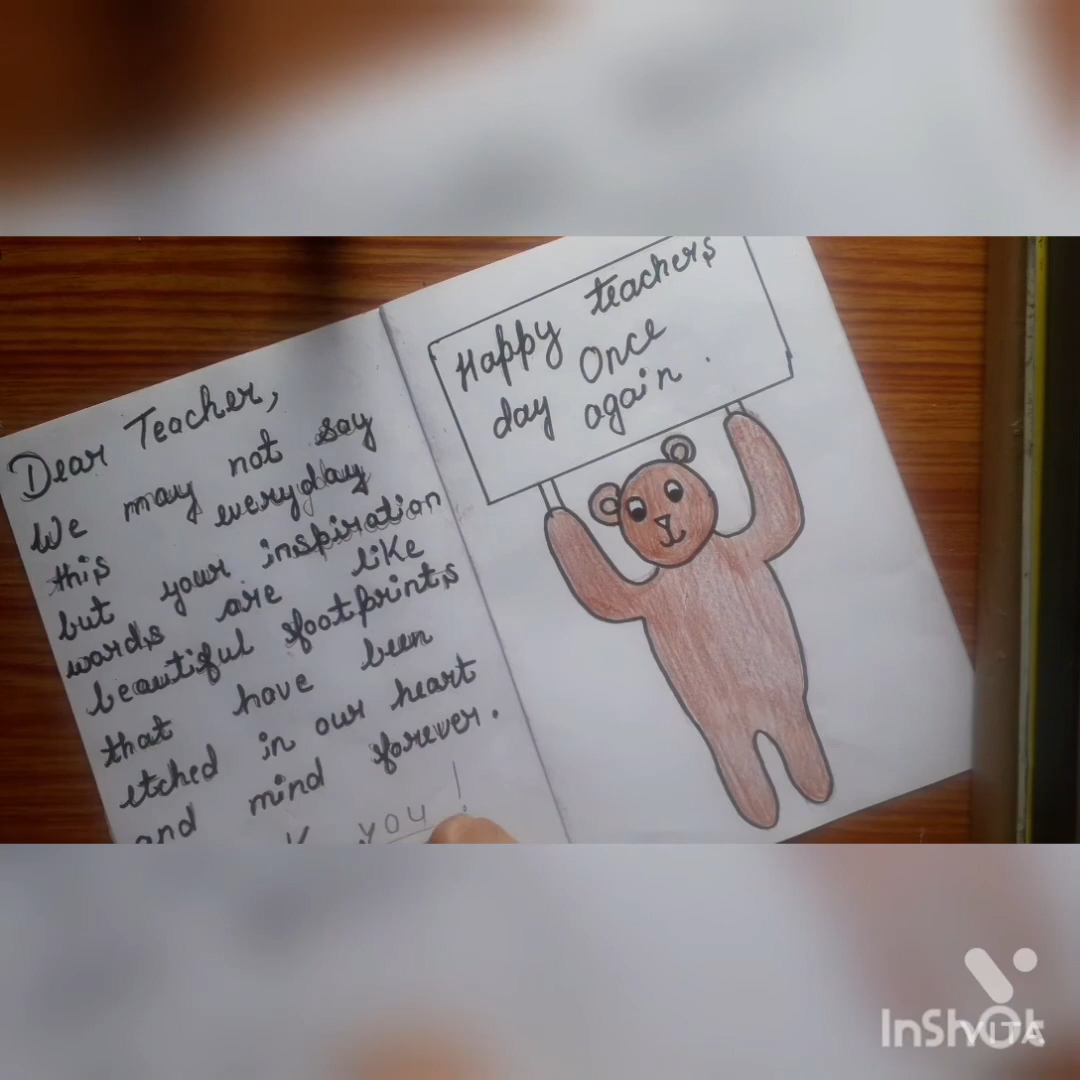 Dear Teacher,
We may not say
this everyday
but your inspiration
words are like
beautiful footprints
that have been
etched in our heart
and mind forever.
you!
Happy teachers
day once
again.
InShOt
VITA